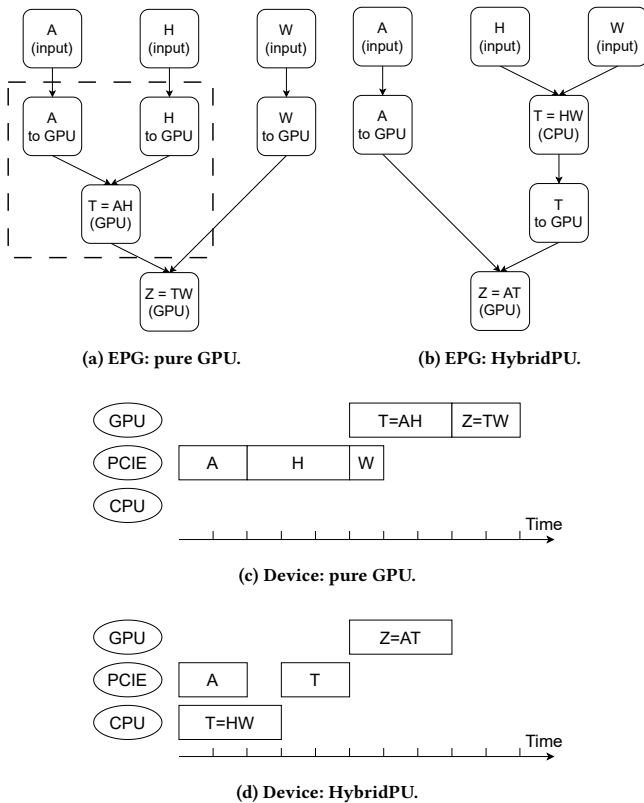 A
(input)
H
(input)
W
(input)
A
to GPU
H
to GPU
W
to GPU
T = AH
(GPU)
Z = TW
(GPU)
(a) EPG: pure GPU.
A
(input)
H
(input)
W
(input)
A
to GPU
T = HW
(CPU)
T
to GPU
Z = AT
(GPU)
(b) EPG: HybridPU.
GPU
T=AH
Z=TW
PCIE
A
H
W
CPU
Time
(c) Device: pure GPU.
GPU
Z=AT
PCIE
A
T
CPU
T=HW
Time
(d) Device: HybridPU.